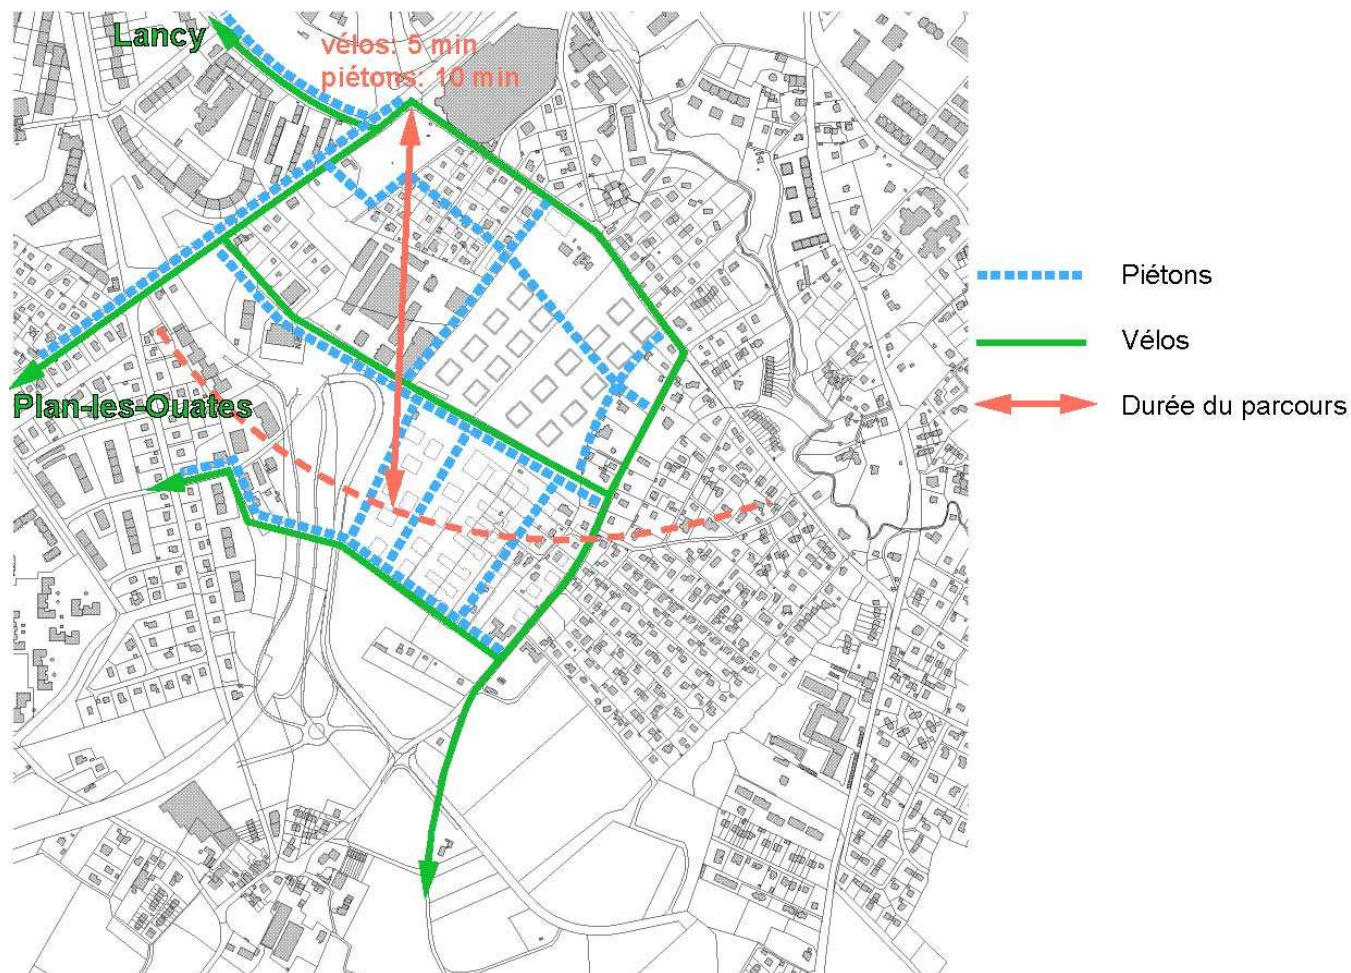 Lancy
vélos: 5 min
piétons: 10 min
Piétons
Vélos
Durée du parcours
Plan-les-Ouates